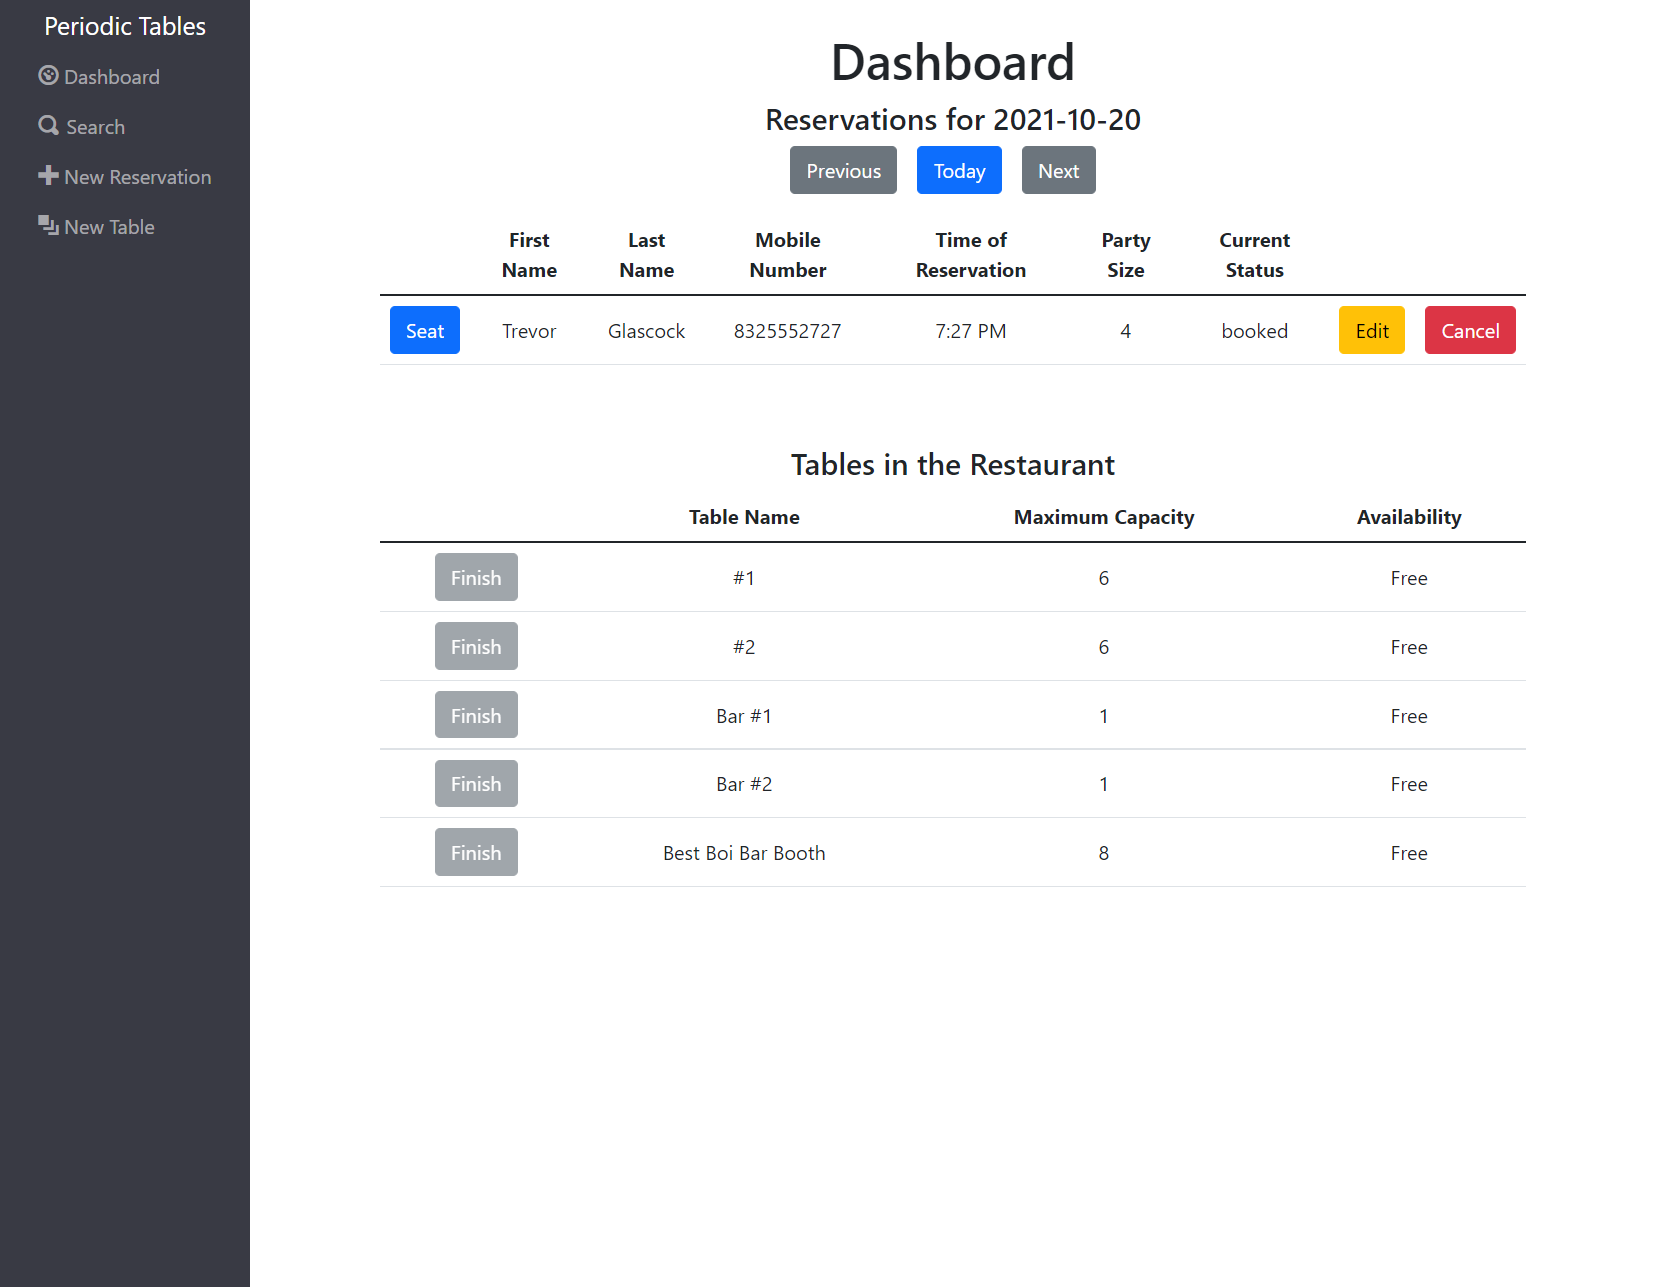 Periodic Tables
Dashboard
Search
New Reservation
New Table
Dashboard
Reservations for 2021-10-20
Previous Today Next
First Name Last Name Mobile Number Time of Reservation Party Size Current Status
Seat Trevor Glascock 8325552727 7:27 PM 4 booked Edit Cancel
Tables in the Restaurant
Table Name Maximum Capacity Availability
Finish #1 6 Free
Finish #2 6 Free
Finish Bar #1 1 Free
Finish Bar #2 1 Free
Finish Best Boi Bar Booth 8 Free